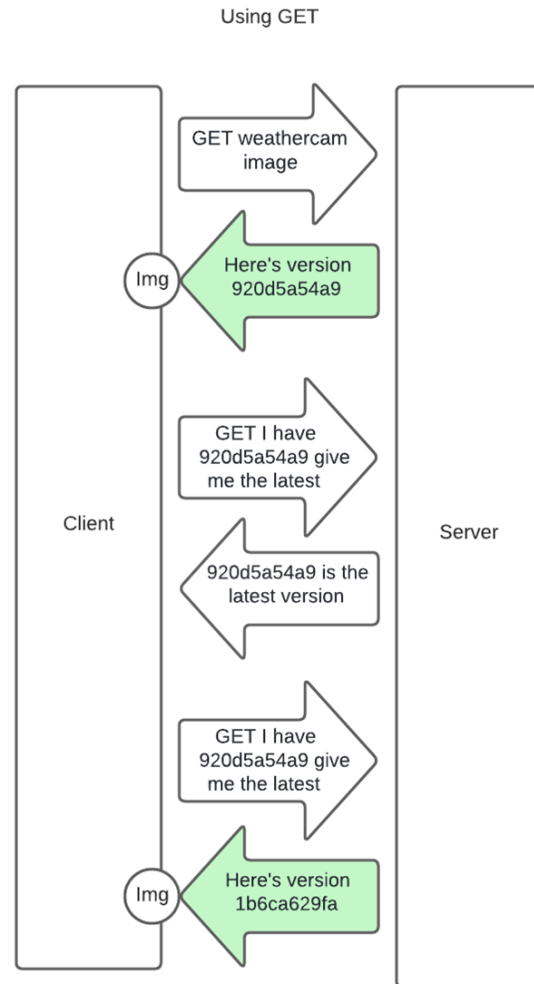 Using GET
GET weathercam
image
Here's version
920d5a54a9
Img
GET I have
920d5a54a9 give
me the latest
Client
Server
920d5a54a9 is the
latest version
GET I have
920d5a54a9 give
me the latest
Here's version
1b6ca629fa
Img